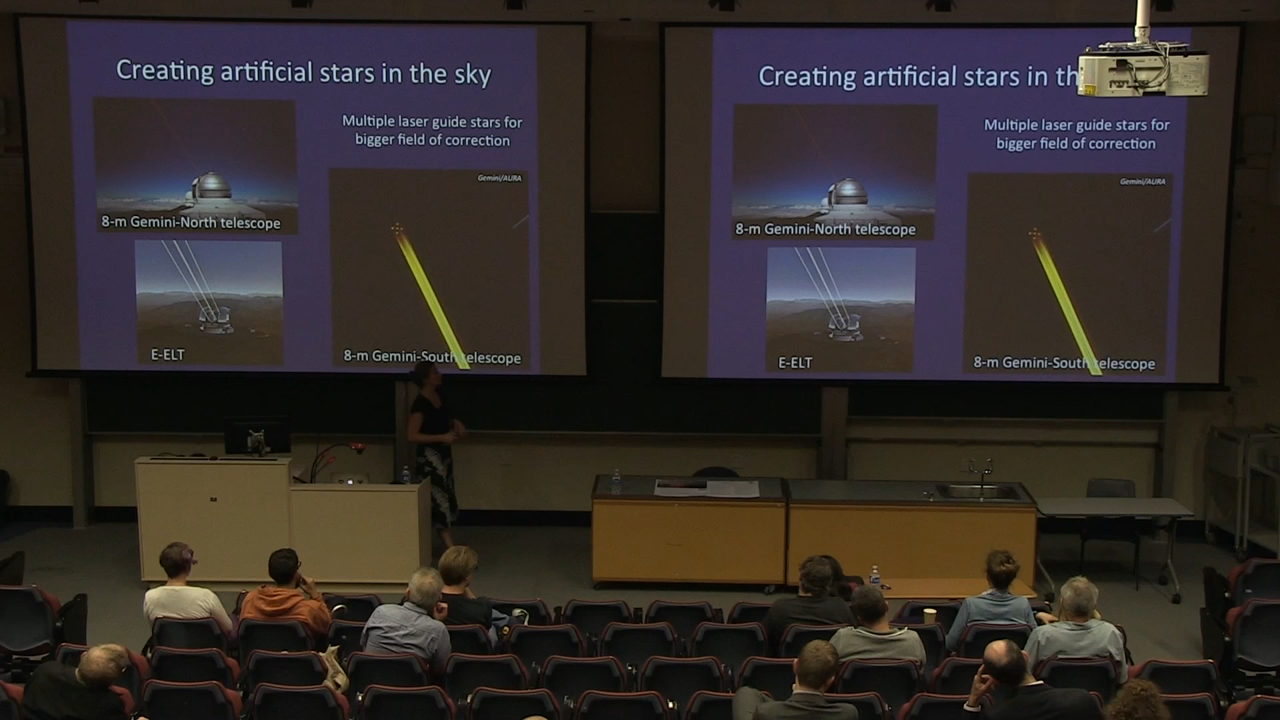 Creating artificial stars in the sky
Multiple laser guide stars for
bigger field of correction
Gemini/AURA
8-m Gemini-North telescope
E-ELT
8-m Gemini-South telescope
Creating artificial stars in th
Multiple laser guide stars for
bigger field of correction
Gemini/AURA
8-m Gemini-North telescope
E-ELT
8-m Gemini-South telescope